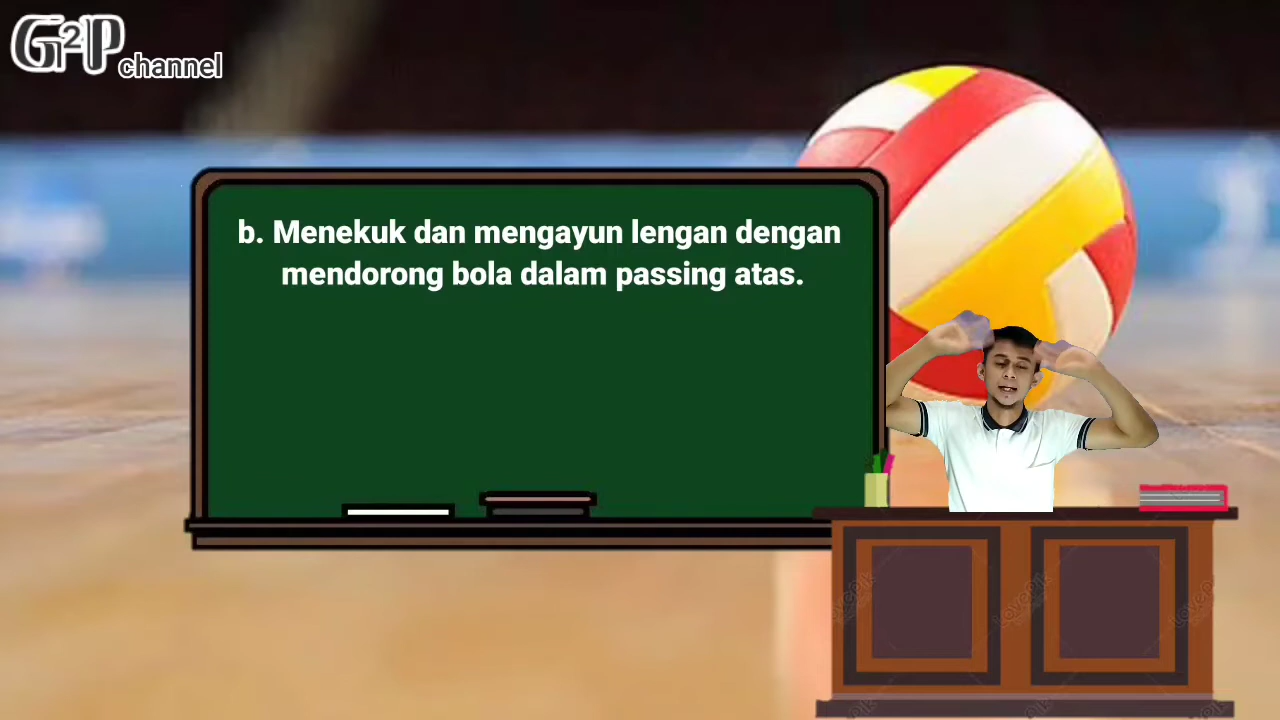 G2P channel
b. Menekuk dan mengayun lengan dengan
mendorong bola dalam passing atas.